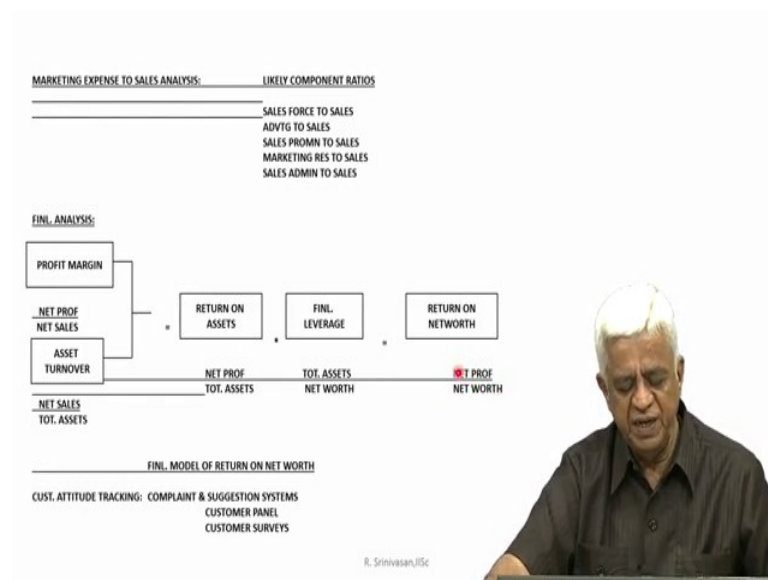 MARKETING EXPENSE TO SALES ANALYSIS: LIKELY COMPONENT RATIOS
SALES FORCE TO SALES
ADVTG TO SALES
SALES PROMN TO SALES
MARKETING RES TO SALES
SALES ADMIN TO SALES
FINL. ANALYSIS:
PROFIT MARGIN
NET PROF
NET SALES
ASSET
TURNOVER
NET SALES
TOT. ASSETS
=
RETURN ON
ASSETS
NET PROF
TOT. ASSETS
FINL.
LEVERAGE
TOT. ASSETS
NET WORTH
=
RETURN ON
NETWORTH
NET PROF
NET WORTH
FINL. MODEL OF RETURN ON NET WORTH
CUST. ATTITUDE TRACKING: COMPLAINT & SUGGESTION SYSTEMS
CUSTOMER PANEL
CUSTOMER SURVEYS
R. Srinivasan,IISc